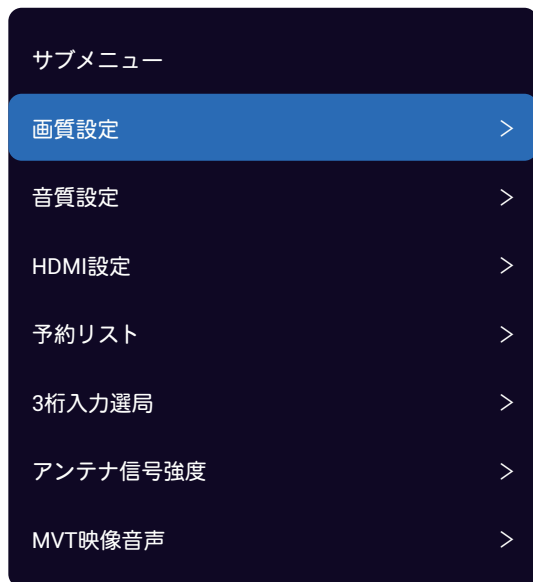 サブメニュー
画質設定
音質設定
HDMI設定
予約リスト
3桁入力選局
アンテナ信号強度
MVT映像音声